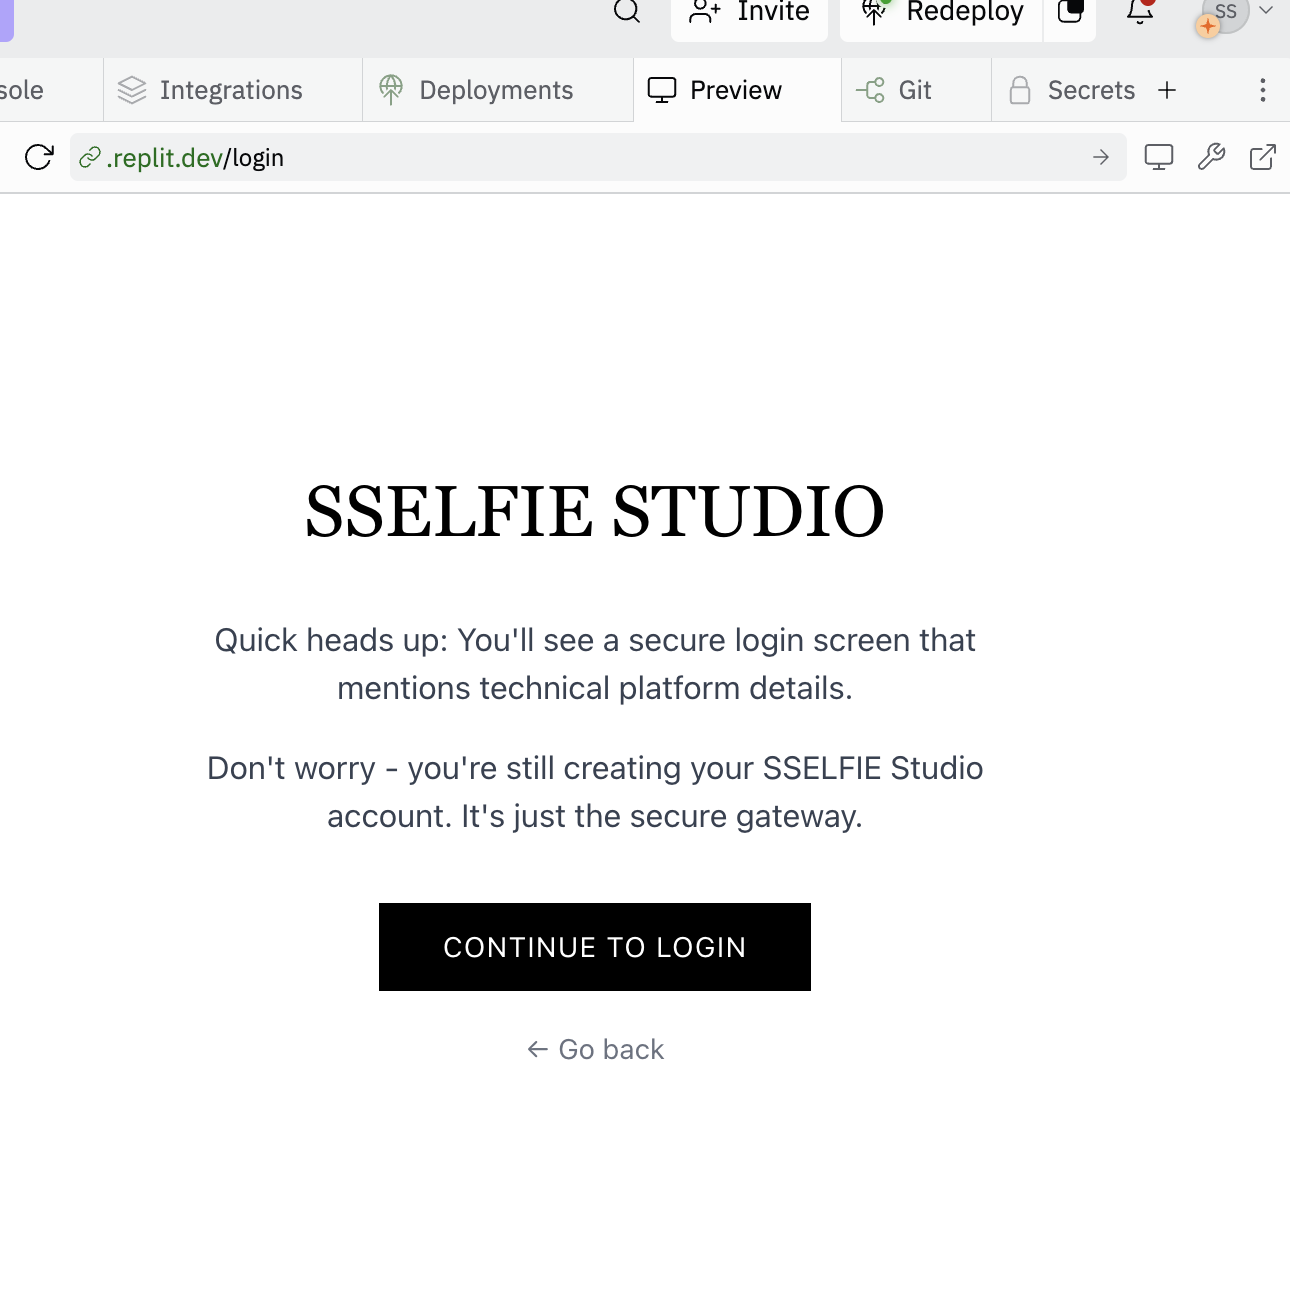 Invite
Redeploy
SS
sole
Integrations
Deployments
Preview
Git
Secrets
.replit.dev/login
SSELFIE STUDIO
Quick heads up: You'll see a secure login screen that
mentions technical platform details.
Don't worry - you're still creating your SSELFIE Studio
account. It's just the secure gateway.
CONTINUE TO LOGIN
← Go back